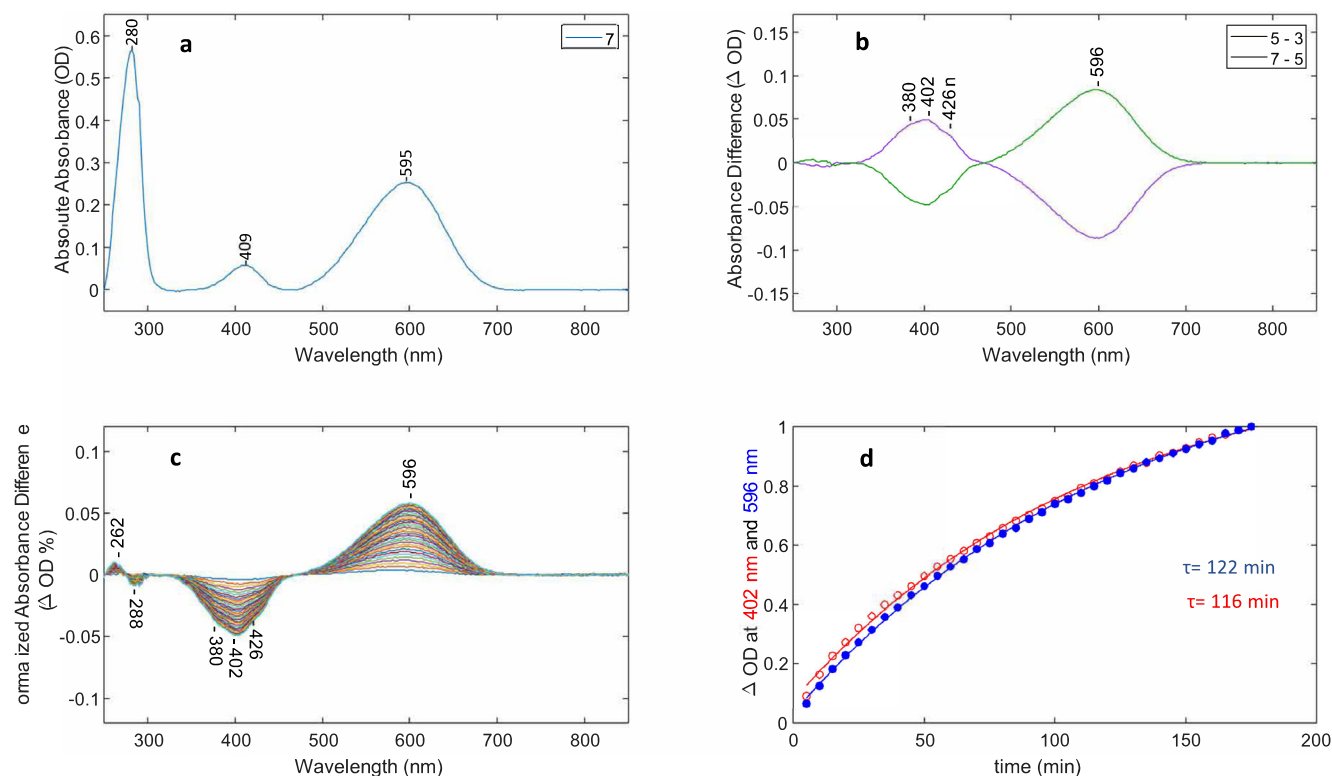 a
7
280
409
595
Absolute Absorbance (OD)
0.6
0.5
0.4
0.3
0.2
0.1
0
300 400 500 600 700 800
Wavelength (nm)
b
5 - 3
7 - 5
- 380
- 402
- 426 n
- 596
Absorbance Difference (Δ OD)
0.15
0.1
0.05
0
-0.05
-0.1
-0.15
300 400 500 600 700 800
Wavelength (nm)
c
- 262
- 288
- 380
- 402
- 426
- 596
orma ized Absorbance Differen e
(Δ OD %)
0.1
0.05
0
-0.05
-0.1
300 400 500 600 700 800
Wavelength (nm)
d
Δ OD at 402 nm and 596 nm
1
0.8
0.6
0.4
0.2
0
τ= 122 min
τ= 116 min
0 50 100 150 200
time (min)